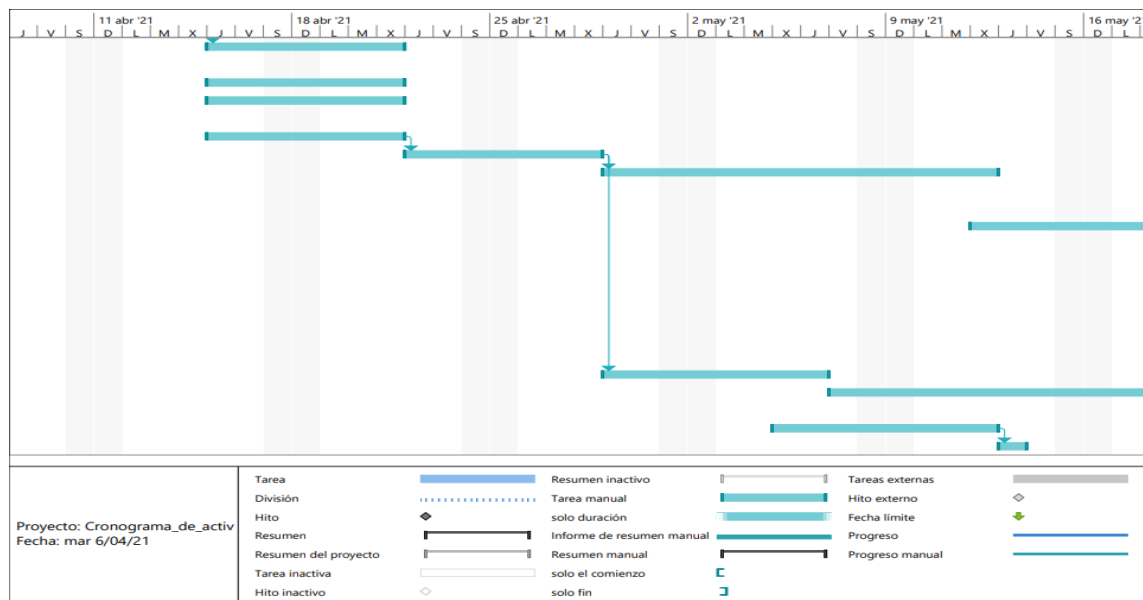 11 abr '21 18 abr '21 25 abr '21 2 may '21 9 may '21 16 may '21
J V S D L M X J V S D L M X J V S D L M X J V S D L M X J V S D L M X J V S D L
Proyecto: Cronograma_de_activ
Fecha: mar 6/04/21
Tarea
División
Hito
Resumen
Resumen del proyecto
Tarea inactiva
Hito inactivo
Resumen inactivo
Tarea manual
solo duración
Informe de resumen manual
Resumen manual
solo el comienzo
solo fin
Tareas externas
Hito externo
Fecha límite
Progreso
Progreso manual